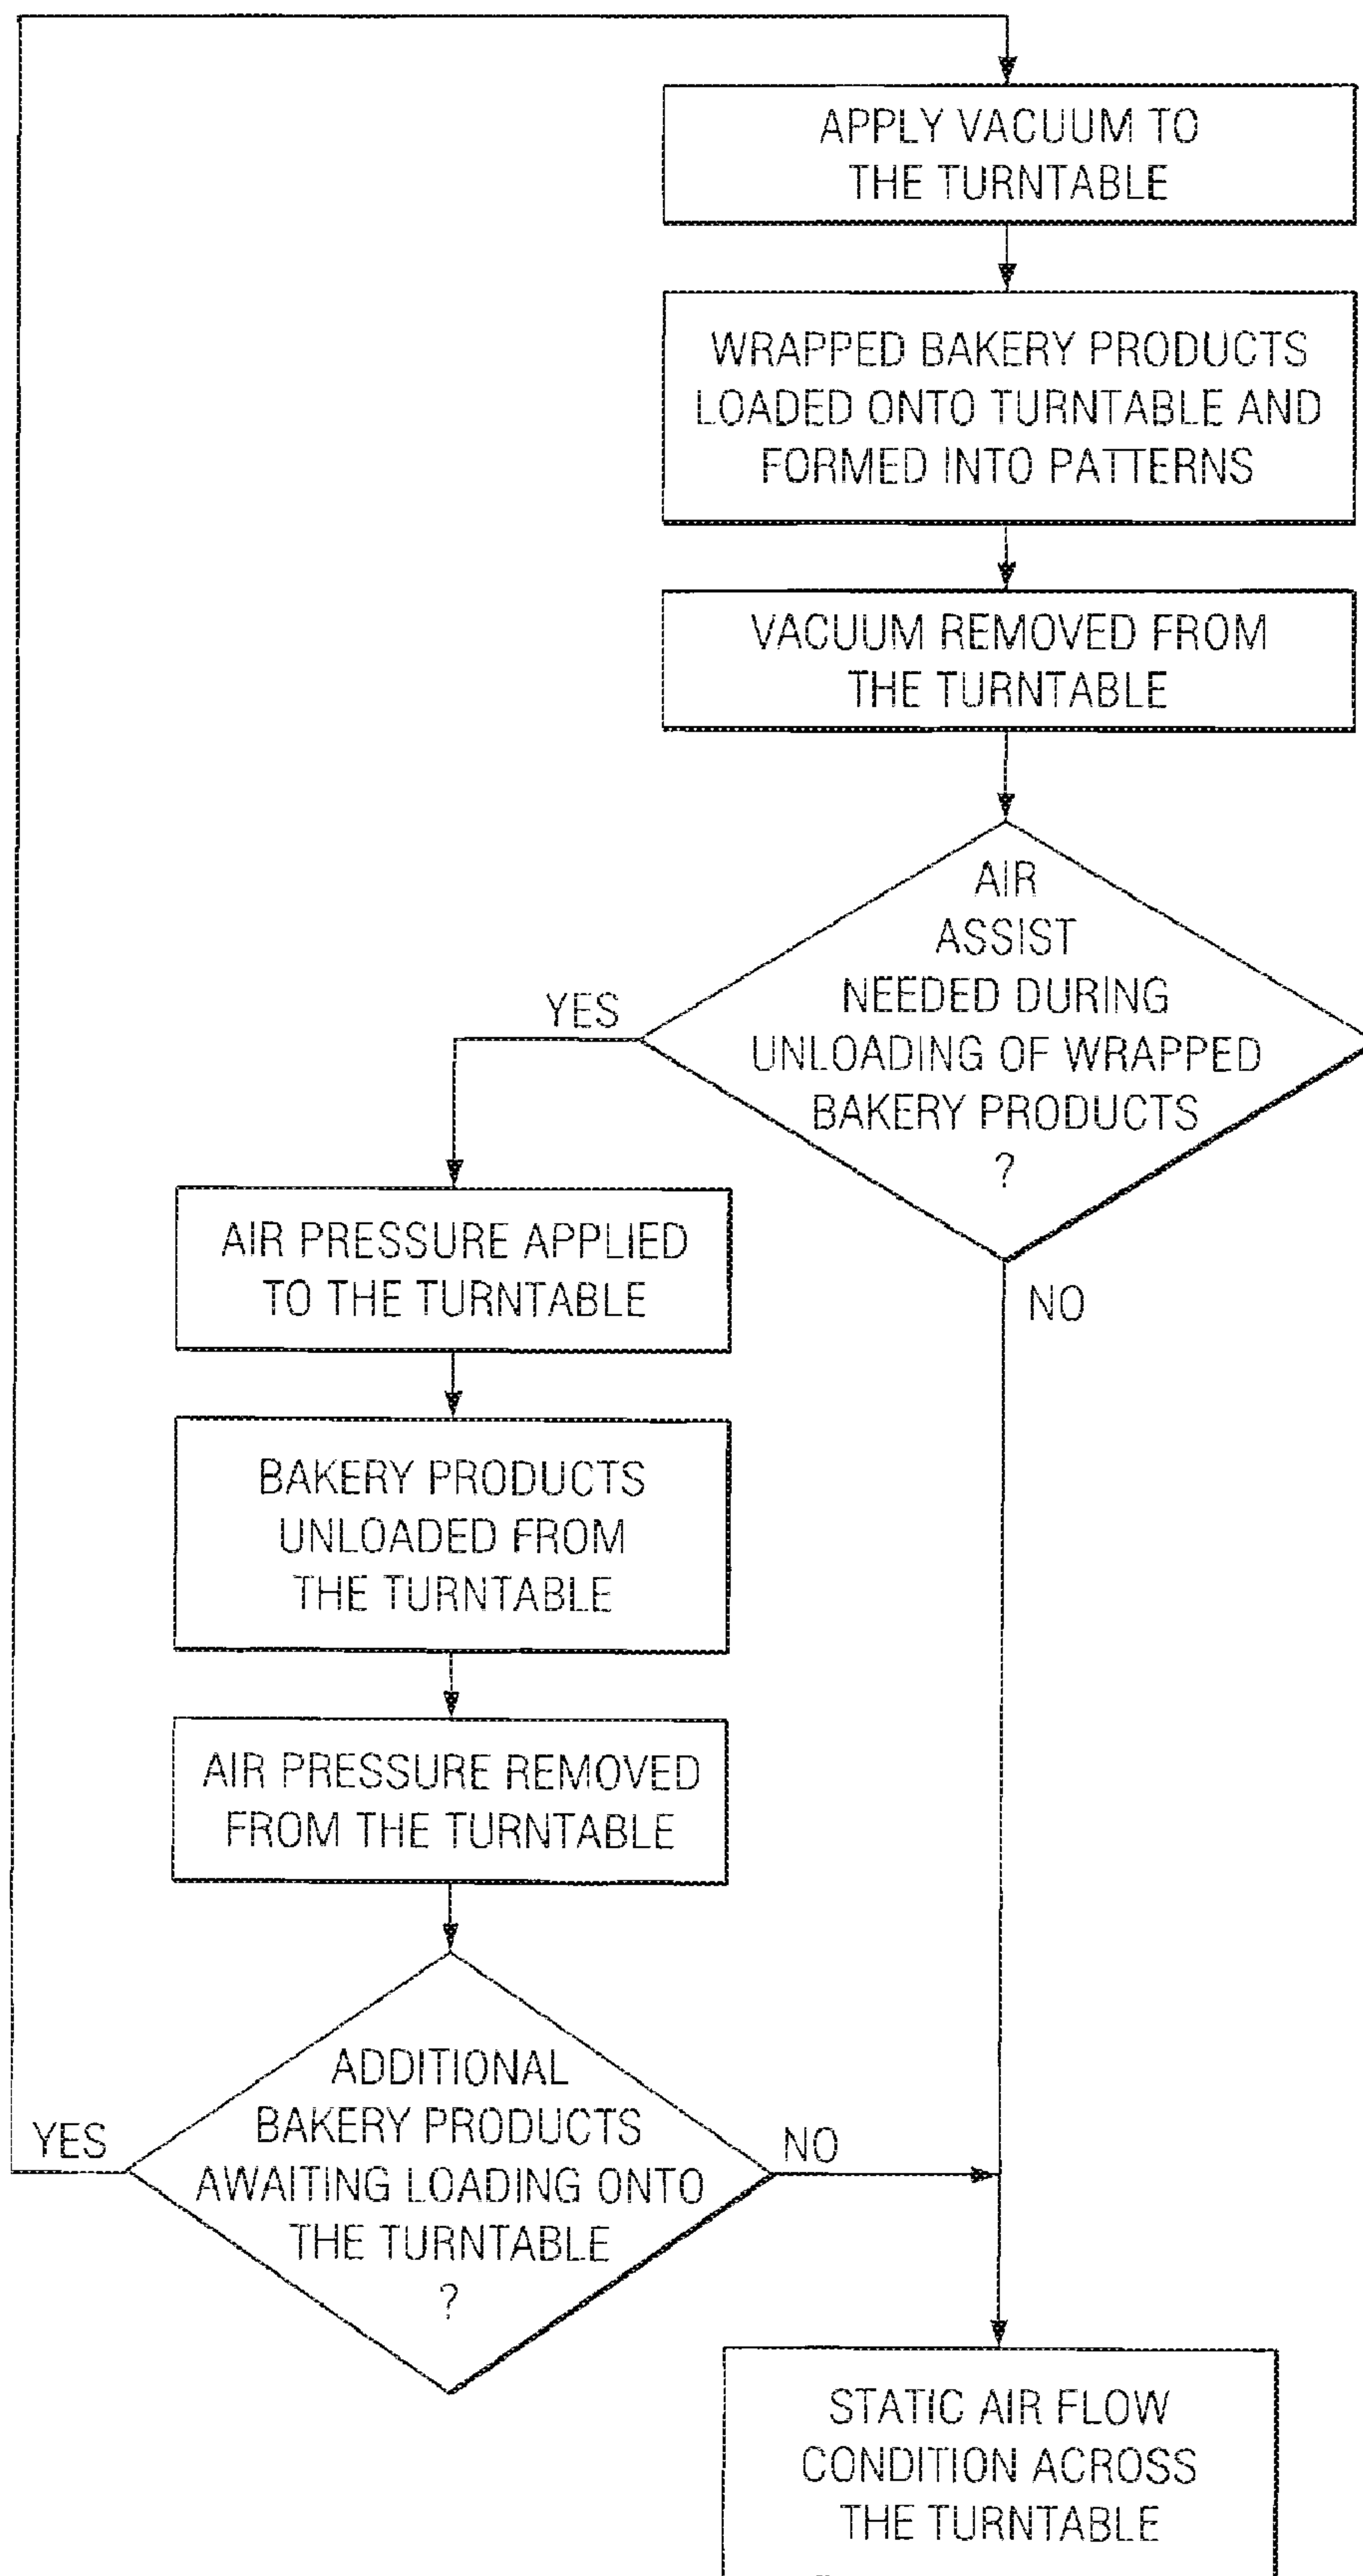 APPLY VACUUM TO
THE TURNTABLE
WRAPPED BAKERY PRODUCTS
LOADED ONTO TURNTABLE AND
FORMED INTO PATTERNS
VACUUM REMOVED FROM
THE TURNTABLE
AIR
ASSIST
NEEDED DURING
UNLOADING OF WRAPPED
BAKERY PRODUCTS
?
YES
NO
AIR PRESSURE APPLIED
TO THE TURNTABLE
BAKERY PRODUCTS
UNLOADED FROM
THE TURNTABLE
AIR PRESSURE REMOVED
FROM THE TURNTABLE
ADDITIONAL
BAKERY PRODUCTS
AWAITING LOADING ONTO
THE TURNTABLE
?
YES
NO
STATIC AIR FLOW
CONDITION ACROSS
THE TURNTABLE